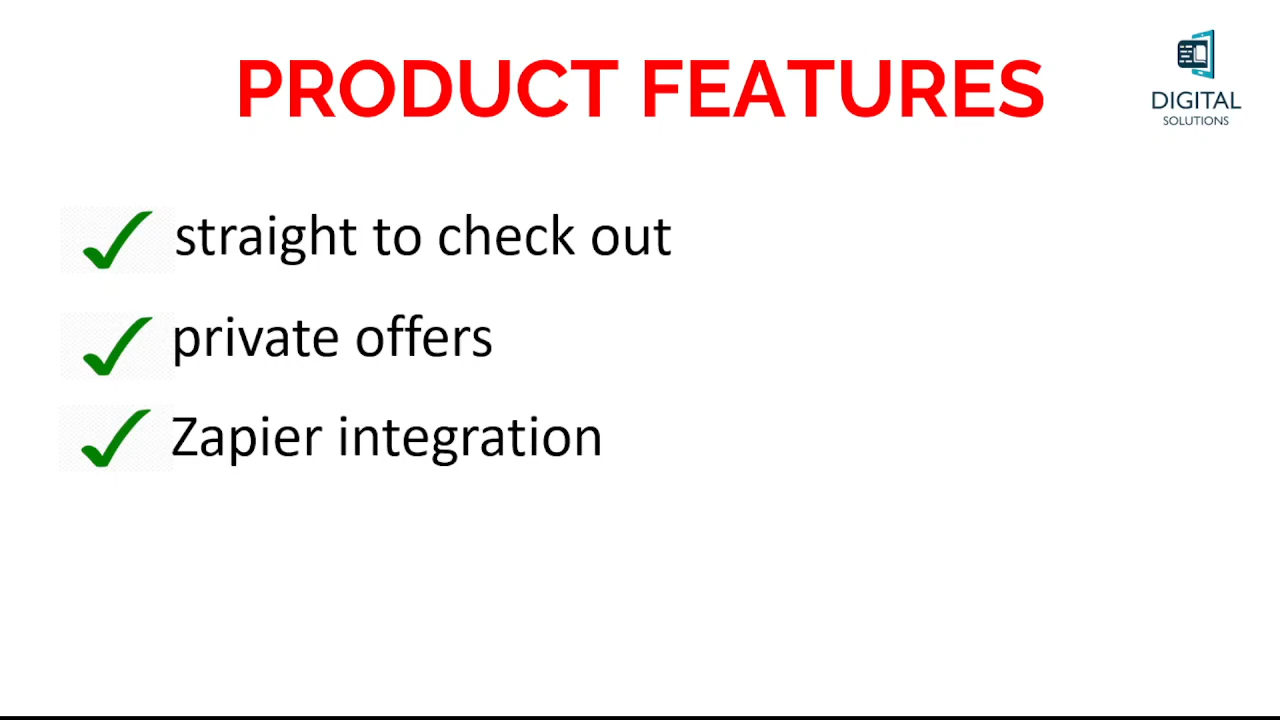 PRODUCT FEATURES
DIGITAL
SOLUTIONS
straight to check out
private offers
Zapier integration